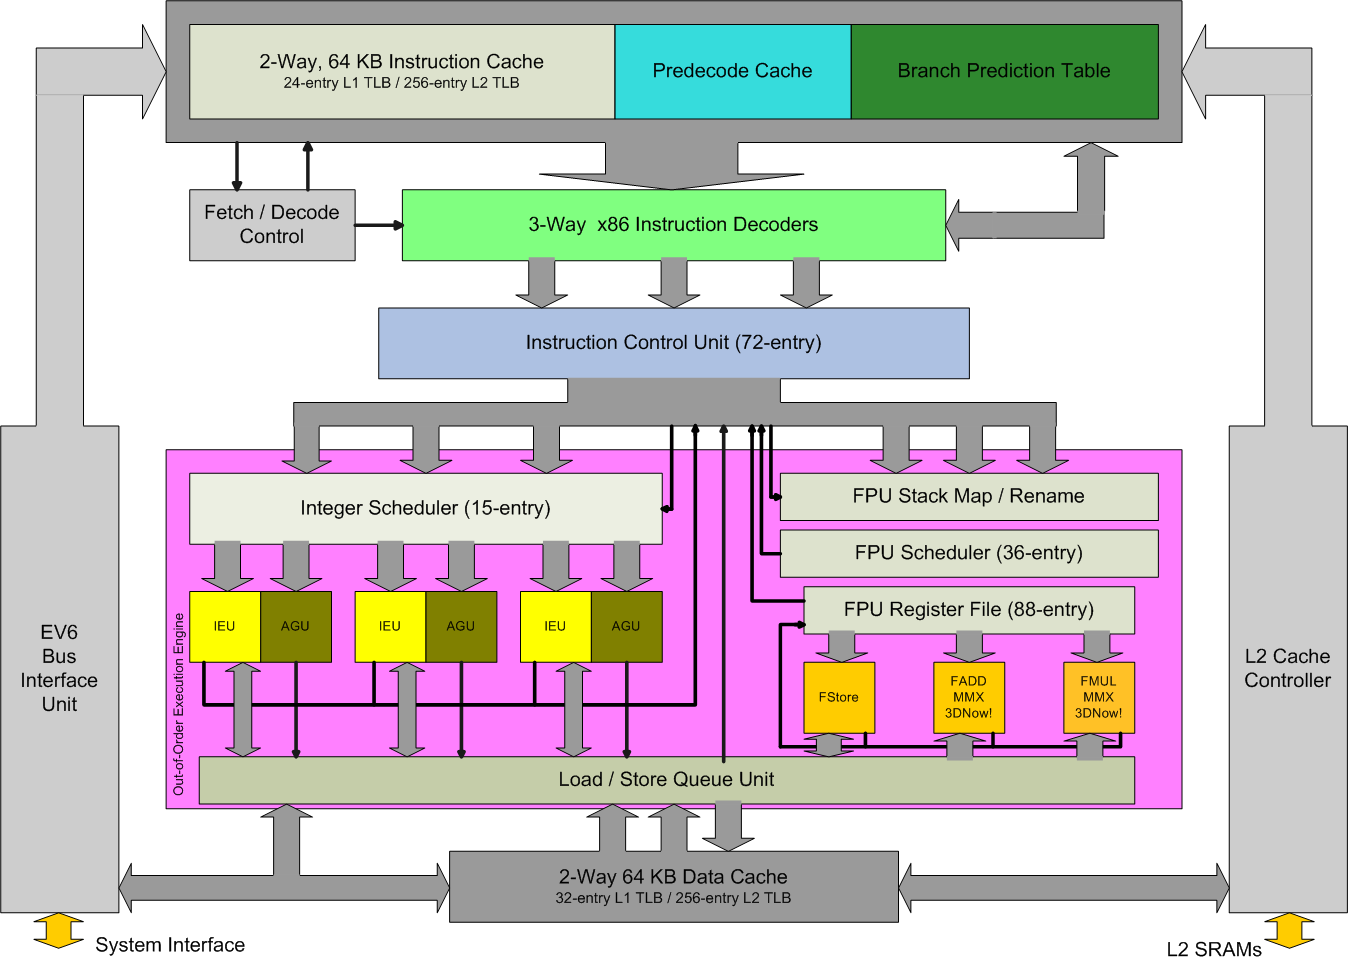 2-Way, 64 KB Instruction Cache
24-entry L1 TLB / 256-entry L2 TLB
Predecode Cache
Branch Prediction Table
Fetch / Decode
Control
3-Way x86 Instruction Decoders
Instruction Control Unit (72-entry)
Integer Scheduler (15-entry)
FPU Stack Map / Rename
FPU Scheduler (36-entry)
FPU Register File (88-entry)
IEU
AGU
IEU
AGU
IEU
AGU
FStore
FADD
MMX
3DNow!
FMUL
MMX
3DNow!
Out-of-Order Execution Engine
Load / Store Queue Unit
EV6
Bus
Interface
Unit
L2 Cache
Controller
2-Way 64 KB Data Cache
32-entry L1 TLB / 256-entry L2 TLB
System Interface
L2 SRAMs